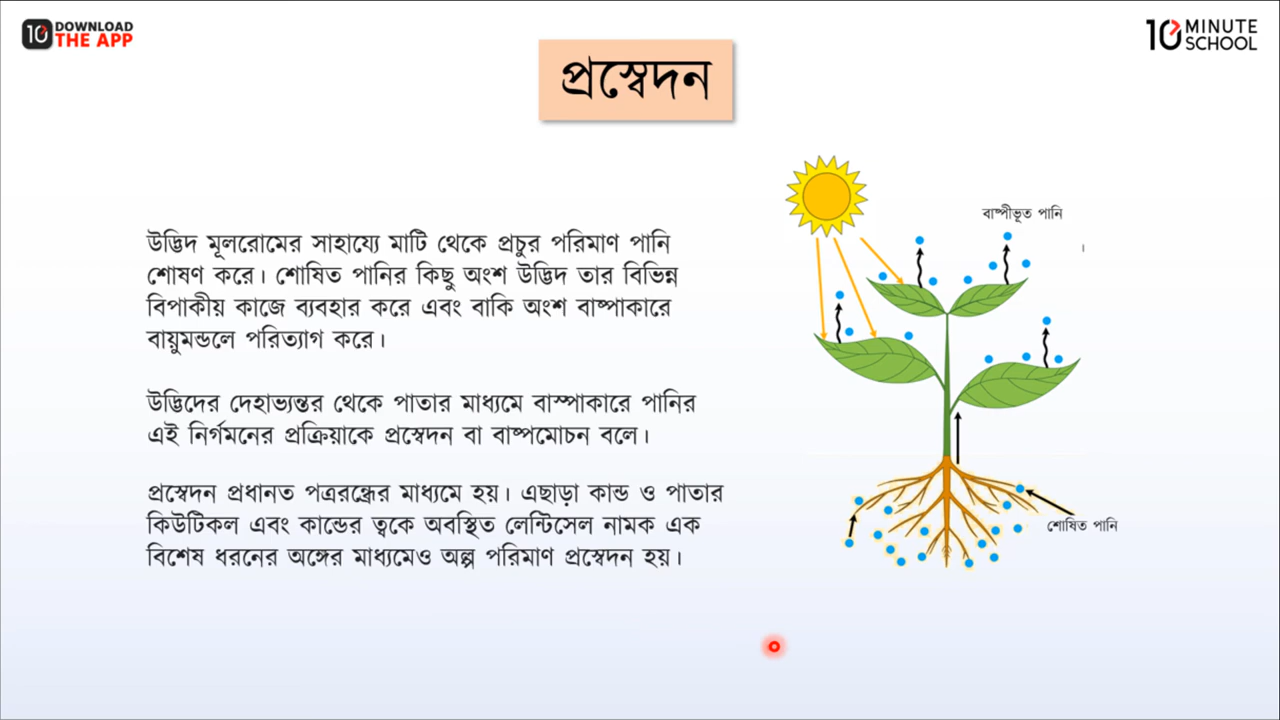 10 DOWNLOAD
THE APP
10 MINUTE
SCHOOL
প্রস্বেদন
বাষ্পীভূত পানি
উদ্ভিদ মূলরোমের সাহায্যে মাটি থেকে প্রচুর পরিমাণ পানি
শোষণ করে। শোষিত পানির কিছু অংশ উদ্ভিদ তার বিভিন্ন
বিপাকীয় কাজে ব্যবহার করে এবং বাকি অংশ বাষ্পাকারে
বায়ুমন্ডলে পরিত্যাগ করে।
উদ্ভিদের দেহাভ্যন্তর থেকে পাতার মাধ্যমে বাস্পাকারে পানির
এই নির্গমনের প্রক্রিয়াকে প্রস্বেদন বা বাষ্পমোচন বলে।
প্রস্বেদন প্রধানত পত্ররন্ধ্রের মাধ্যমে হয়। এছাড়া কান্ড ও পাতার
কিউটিকল এবং কান্ডের ত্বকে অবস্থিত লেন্টিসেল নামক এক
বিশেষ ধরনের অঙ্গের মাধ্যমেও অল্প পরিমাণ প্রস্বেদন হয়।
শোষিত পানি